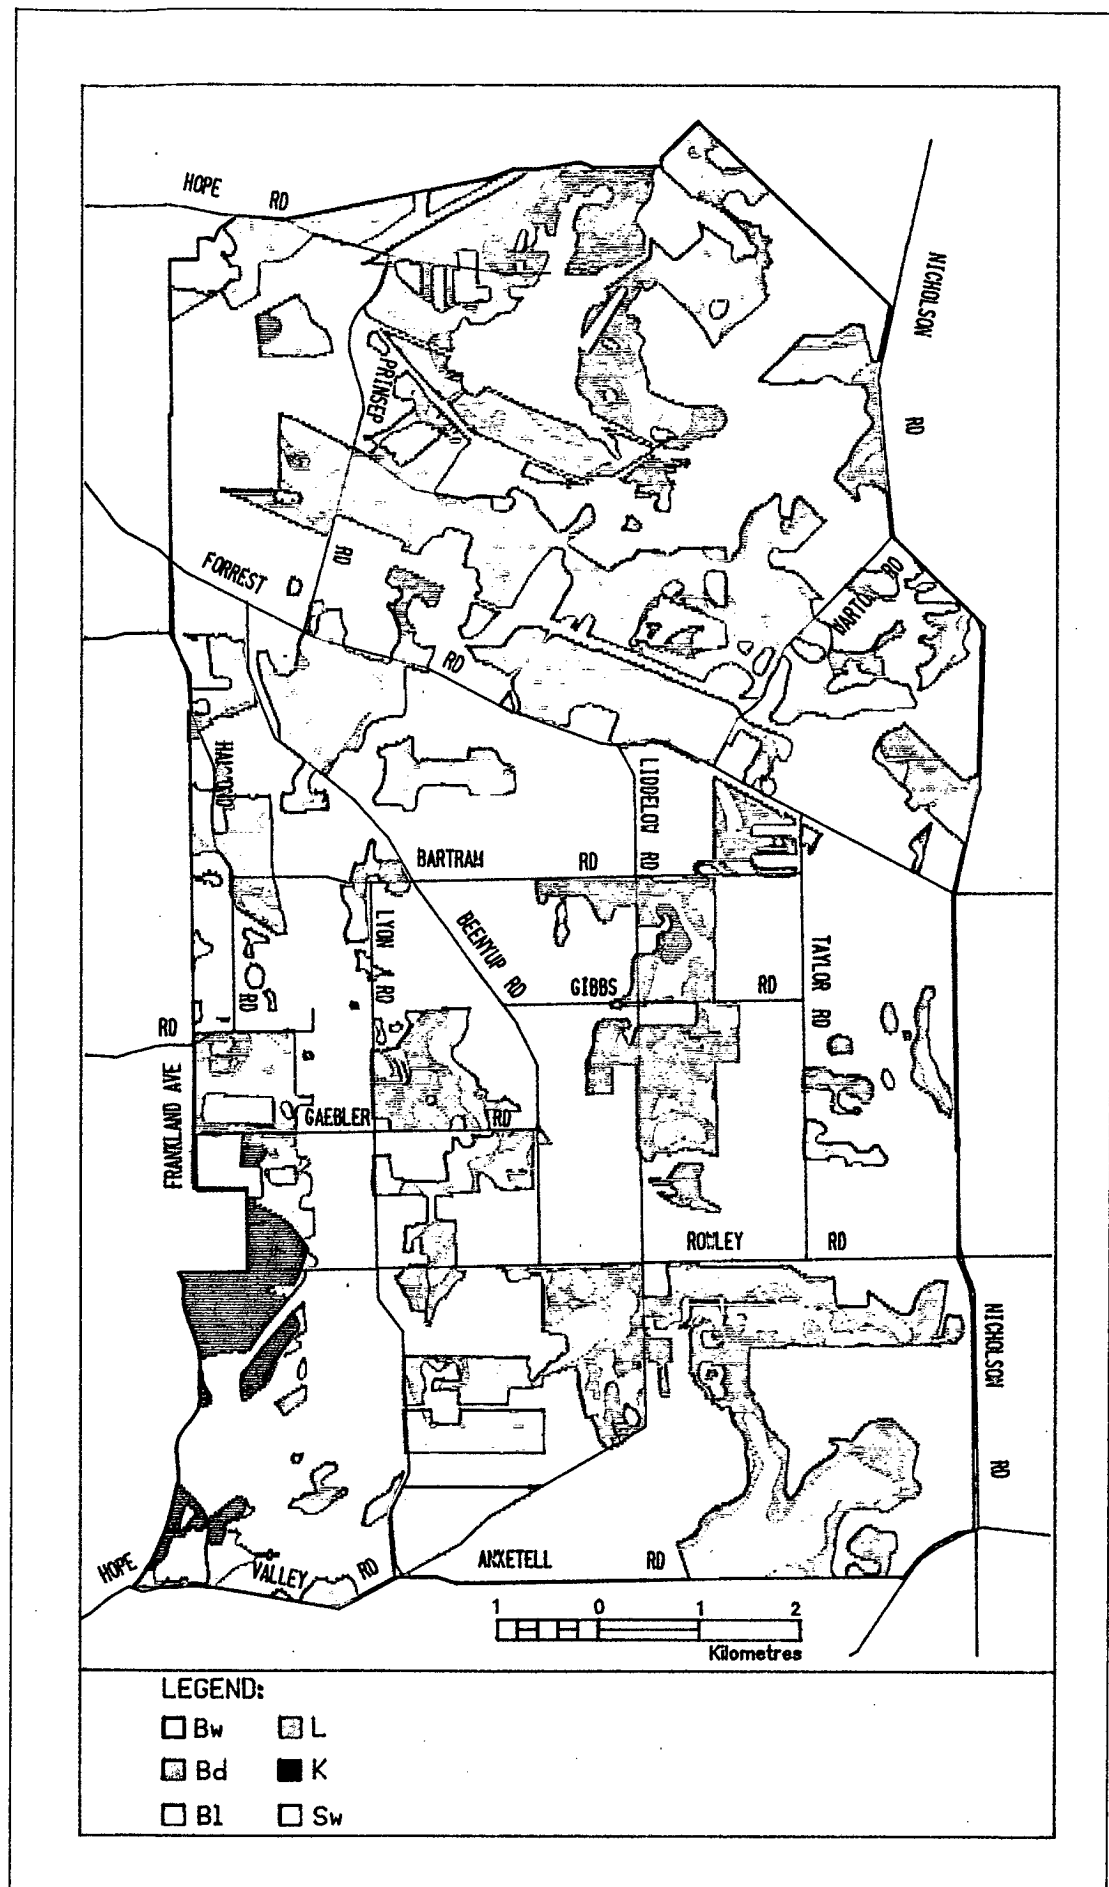 HOPE RD
NICHOLSON RD
PRINSEP RD
FORREST RD
WARTON RD
HAMMOND RD
LIDDELOW RD
BARTRAM RD
BEENYUP RD
LYON RD
GIBBS RD
TAYLOR RD
RD
FRANKLAND AVE
GAEBLER RD
ROWLEY RD
NICHOLSON RD
HOPE VALLEY RD
ANKETELL RD
1 0 1 2
Kilometres
LEGEND:
Bw L
Bd K
Bl Sw